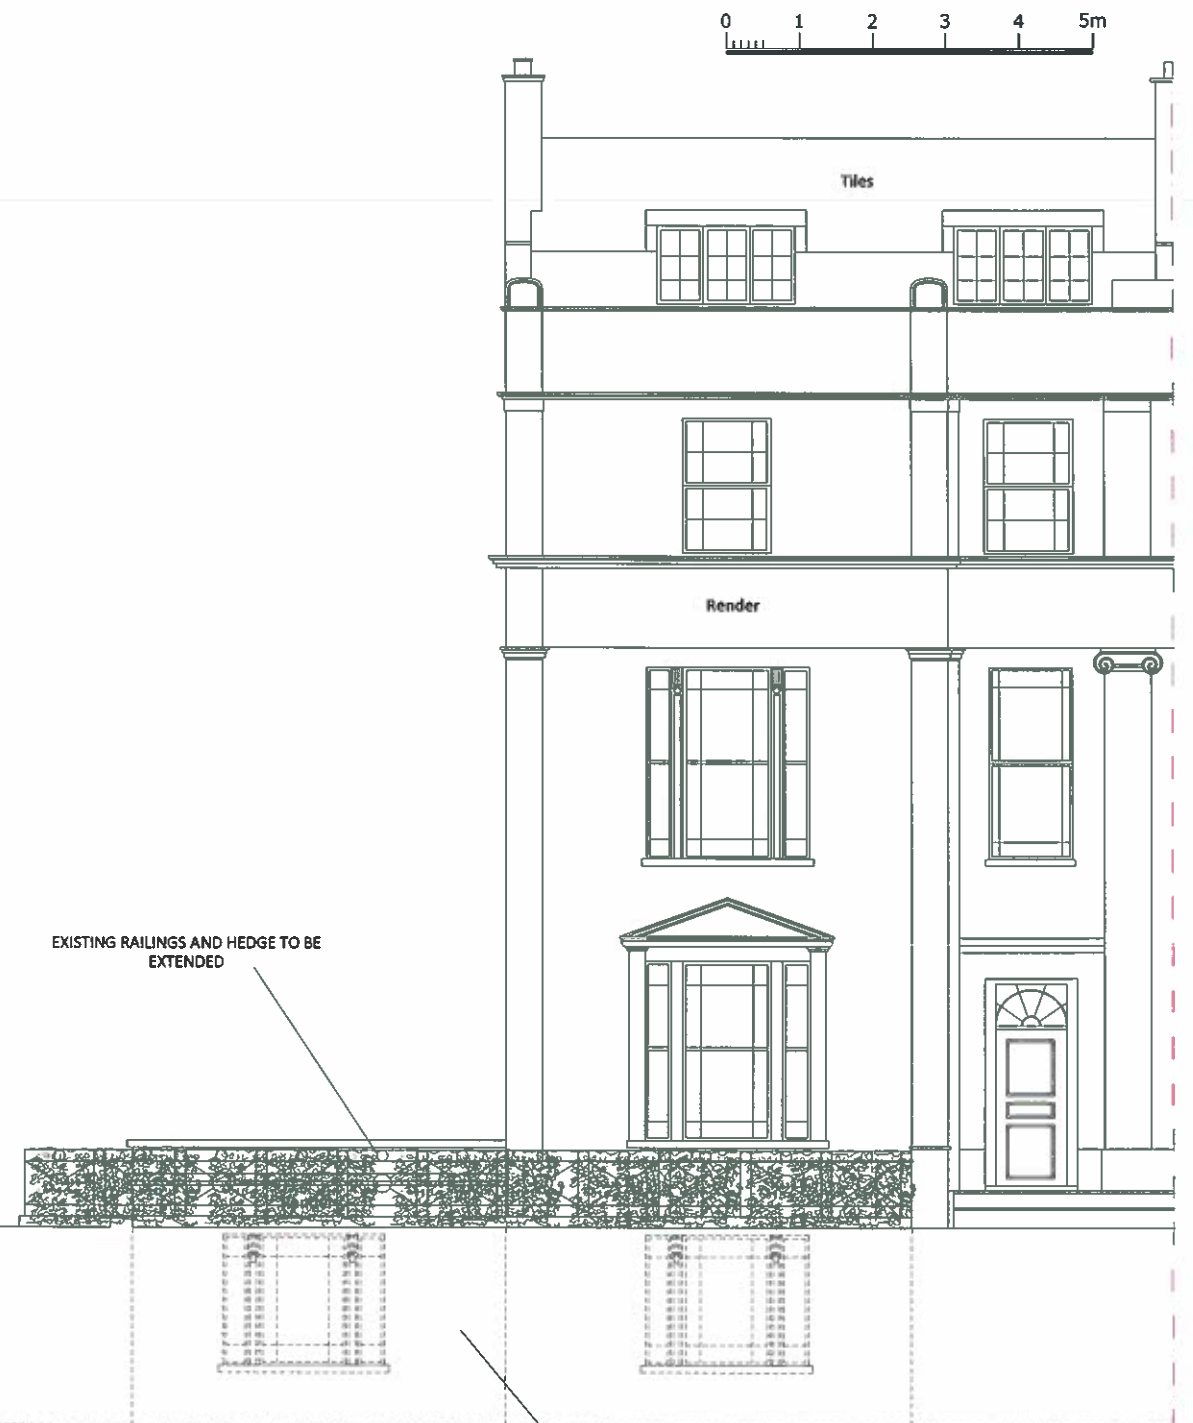 0 1 2 3 4 5m
Tiles
Render
EXISTING RAILINGS AND HEDGE TO BE
EXTENDED